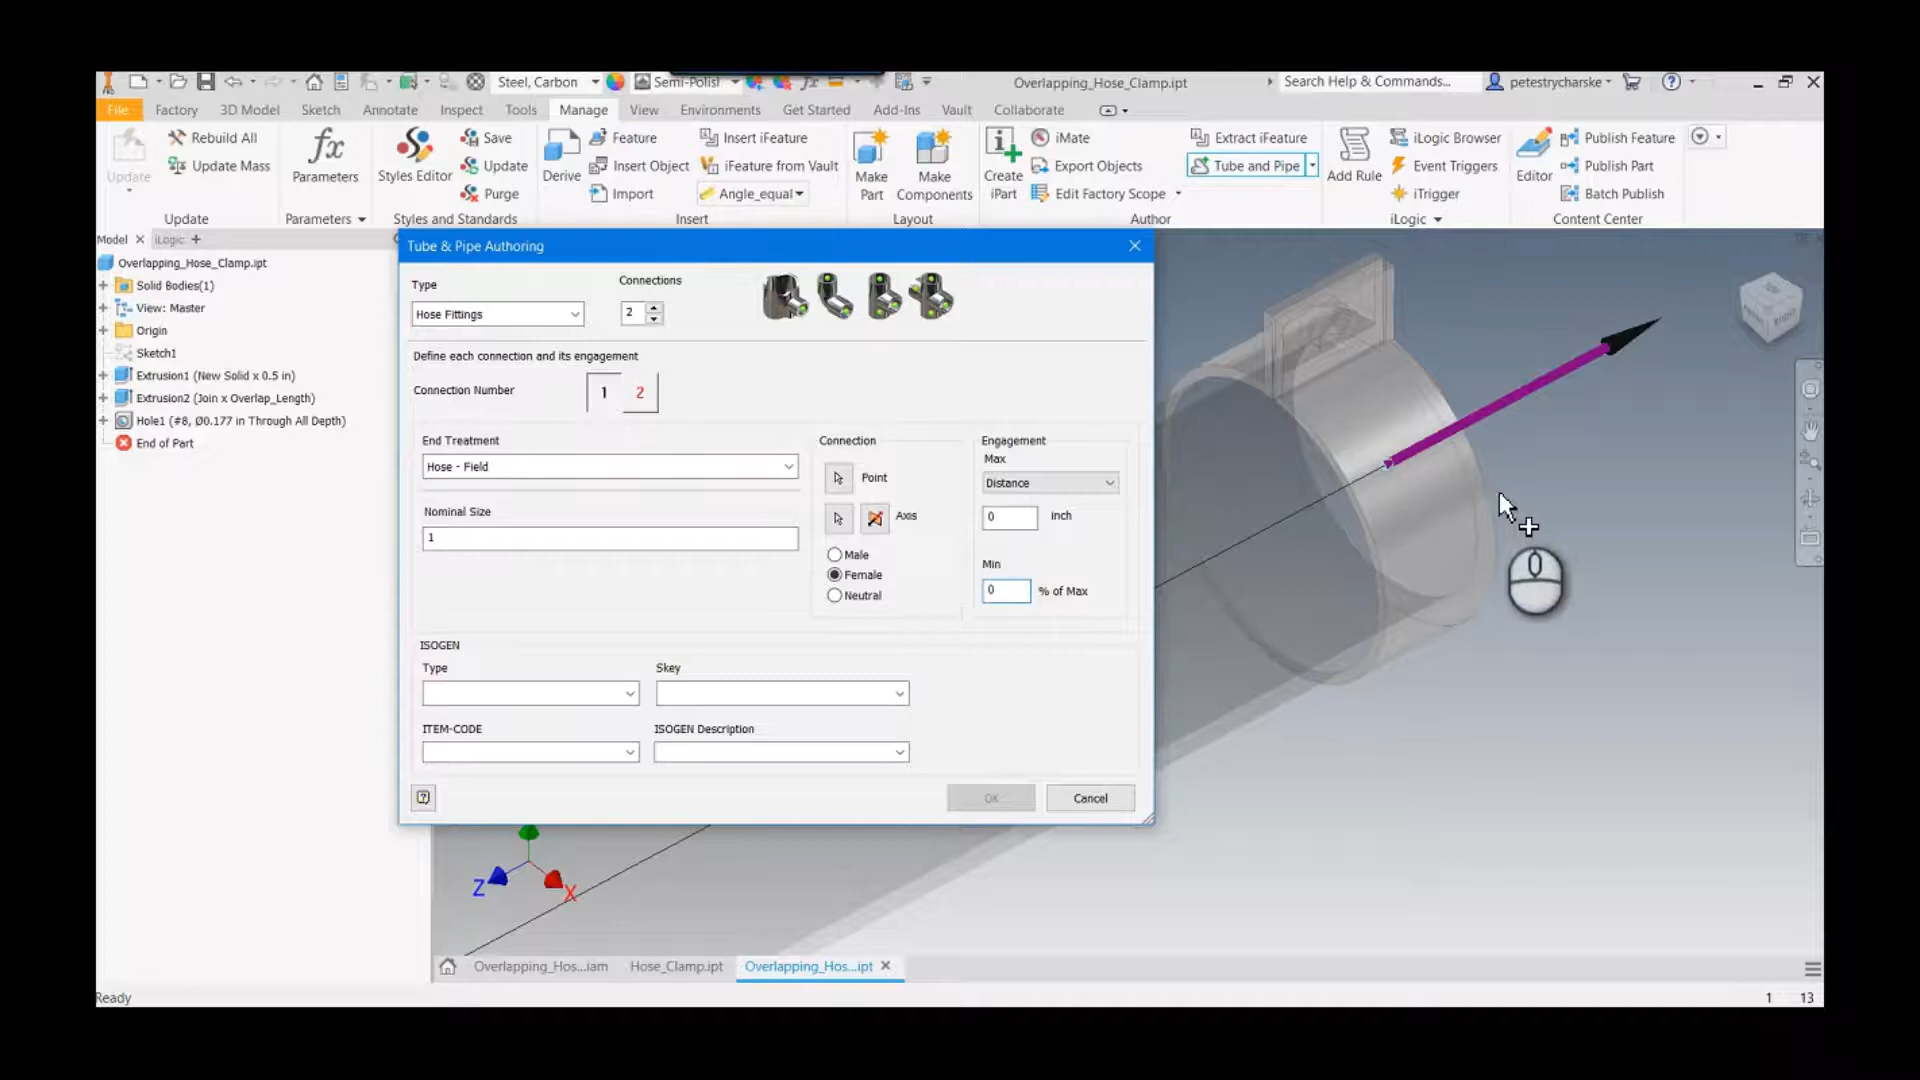 Steel, Carbon
Semi-Polisl
fx
Overlapping_Hose_Clamp.ipt
Search Help & Commands...
petestrycharske
File
Factory
3D Model
Sketch
Annotate
Inspect
Tools
Manage
View
Environments
Get Started
Add-Ins
Vault
Collaborate
Update
Rebuild All
Update Mass
Update
fx
Parameters
Parameters
Styles Editor
Save
Update
Purge
Styles and Standards
Derive
Feature
Insert Object
Import
Insert iFeature
iFeature from Vault
Angle_equal
Insert
Make Part
Make Components
Layout
Create iPart
iMate
Export Objects
Edit Factory Scope
Extract iFeature
Tube and Pipe
Author
Add Rule
iLogic Browser
Event Triggers
iTrigger
iLogic
Editor
Publish Feature
Publish Part
Batch Publish
Content Center
Model
iLogic
Overlapping_Hose_Clamp.ipt
Solid Bodies(1)
View: Master
Origin
Sketch1
Extrusion1 (New Solid x 0.5 in)
Extrusion2 (Join x Overlap_Length)
Hole1 (#8, Ø0.177 in Through All Depth)
End of Part
Tube & Pipe Authoring
Type
Hose Fittings
Connections
2
Define each connection and its engagement
Connection Number
1
2
End Treatment
Hose - Field
Nominal Size
1
Connection
Point
Axis
Male
Female
Neutral
Engagement
Max
Distance
0 inch
Min
0 % of Max
ISOGEN
Type
Skey
ITEM-CODE
ISOGEN Description
OK
Cancel
RIGHT
Z
X
Overlapping_Hos...iam
Hose_Clamp.ipt
Overlapping_Hos...ipt
Ready
1
13